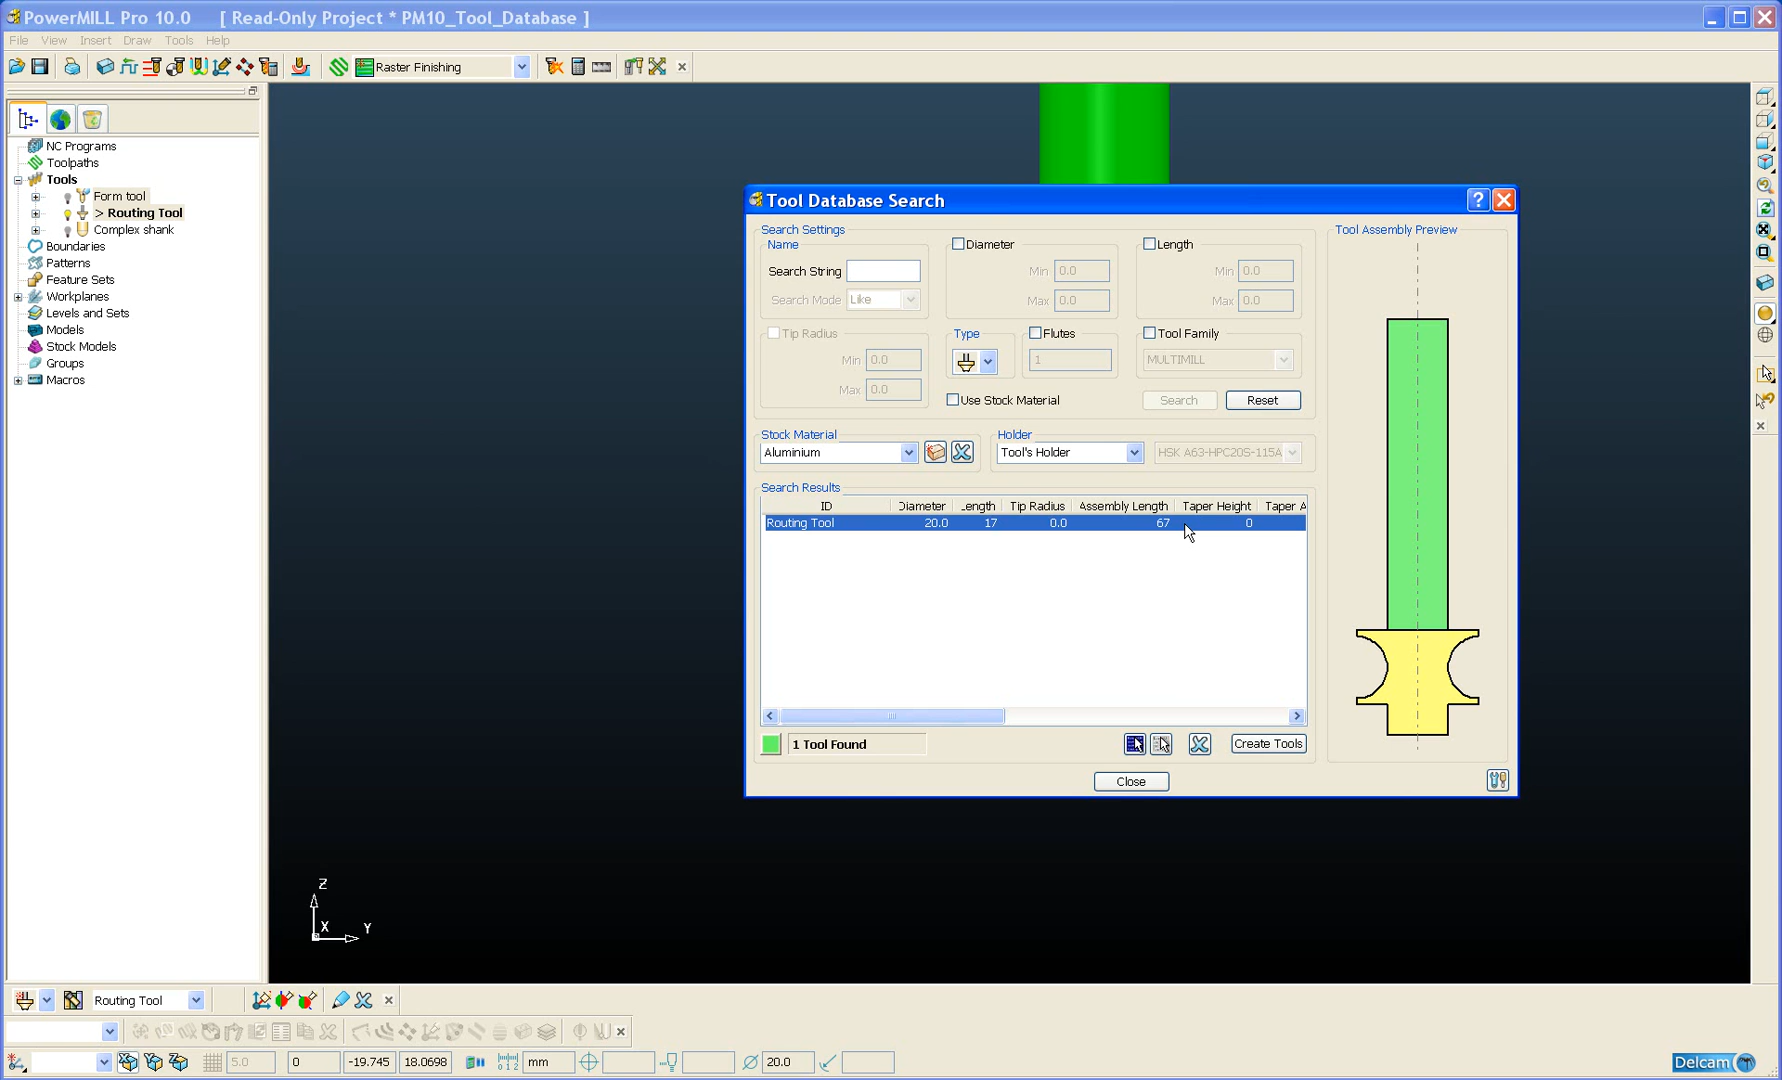 PowerMILL Pro 10.0 [ Read-Only Project * PM10_Tool_Database ]
File View Insert Draw Tools Help
Raster Finishing
NC Programs
Toolpaths
Tools
Form tool
> Routing Tool
Complex shank
Boundaries
Patterns
Feature Sets
Workplanes
Levels and Sets
Models
Stock Models
Groups
Macros
Tool Database Search
Search Settings
Name
Search String
Search Mode Like
Diameter
Min 0.0
Max 0.0
Length
Min 0.0
Max 0.0
Tip Radius
Min 0.0
Max 0.0
Type
Flutes
1
Tool Family
MULTIMILL
Use Stock Material
Search Reset
Stock Material
Aluminium
Holder
Tool's Holder HSK A63-HPC20S-115A
Search Results
ID Diameter Length Tip Radius Assembly Length Taper Height Taper A
Routing Tool 20.0 17 0.0 67 0
1 Tool Found
Create Tools
Close
Tool Assembly Preview
Z
X Y
Routing Tool
5.0 0 -19.745 18.0698 mm 20.0
Delcam